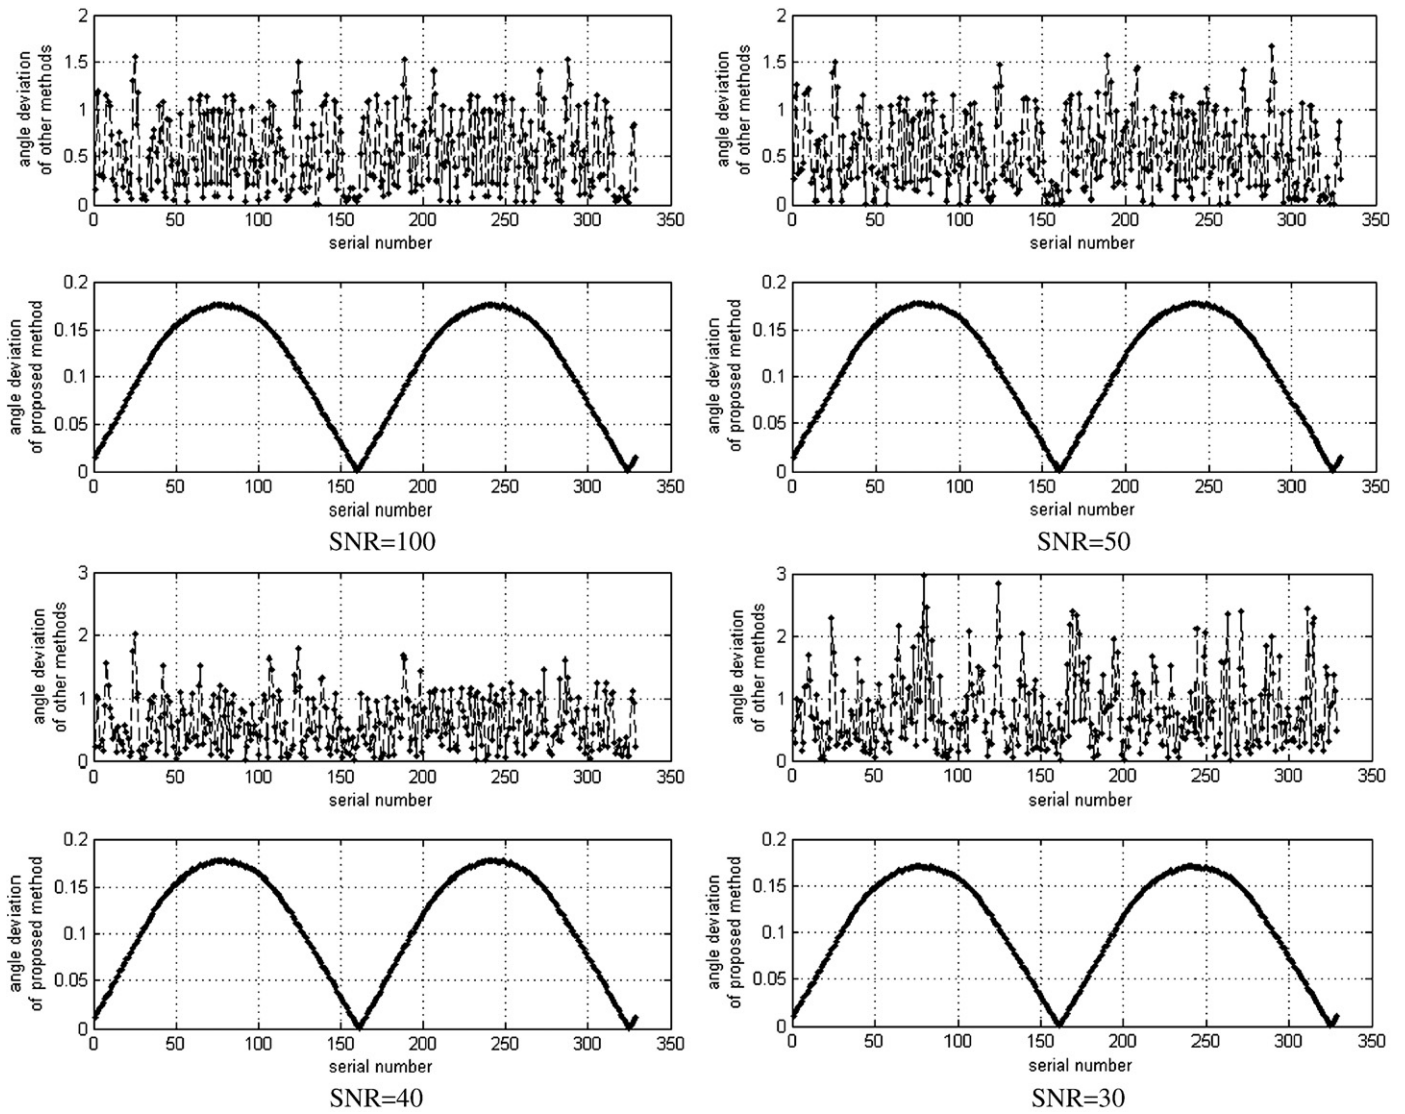 angle deviation
of other methods
2
1.5
1
0.5
0
0 50 100 150 200 250 300 350
serial number
angle deviation
of other methods
2
1.5
1
0.5
0
0 50 100 150 200 250 300 350
serial number
angle deviation
of proposed method
0.2
0.15
0.1
0.05
0
0 50 100 150 200 250 300 350
serial number
SNR=100
angle deviation
of proposed method
0.2
0.15
0.1
0.05
0
0 50 100 150 200 250 300 350
serial number
SNR=50
angle deviation
of other methods
3
2
1
0
0 50 100 150 200 250 300 350
serial number
angle deviation
of other methods
3
2
1
0
0 50 100 150 200 250 300 350
serial number
angle deviation
of proposed method
0.2
0.15
0.1
0.05
0
0 50 100 150 200 250 300 350
serial number
SNR=40
angle deviation
of proposed method
0.2
0.15
0.1
0.05
0
0 50 100 150 200 250 300 350
serial number
SNR=30